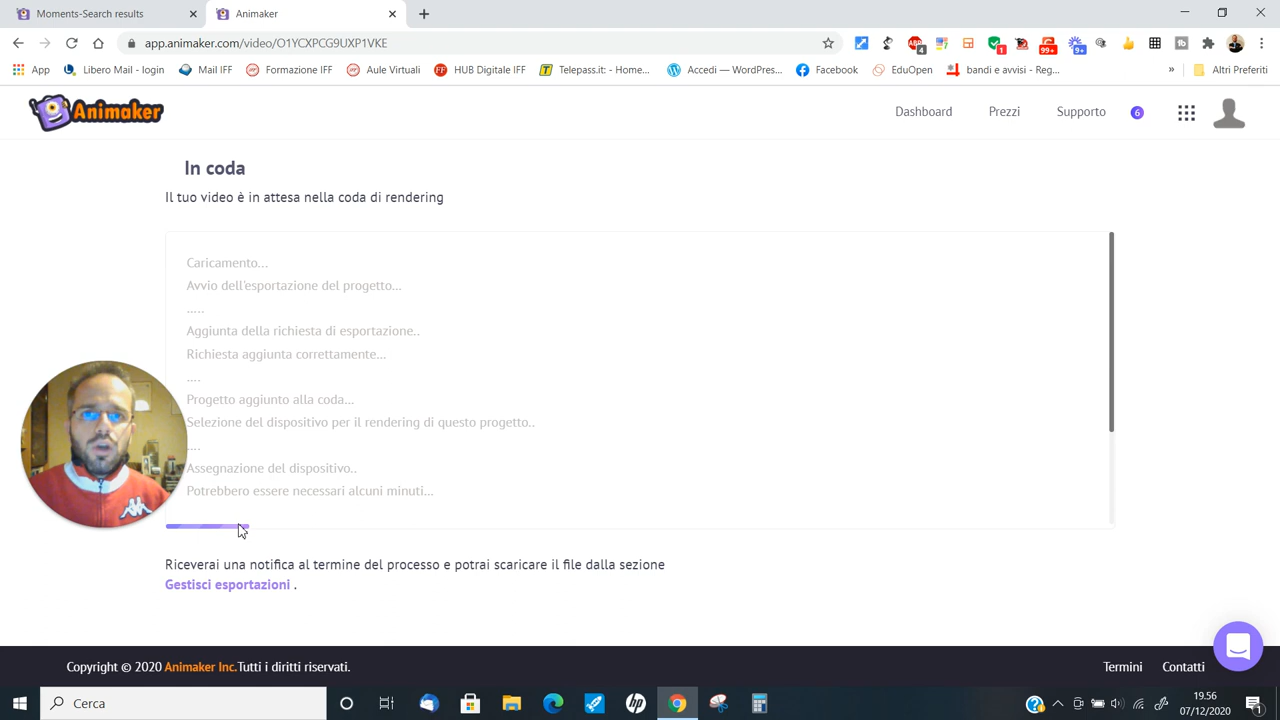 Moments-Search results
Animaker
app.animaker.com/video/O1YCXPCG9UXP1VKE
App
Libero Mail - login
Mail IFF
Formazione IFF
Aule Virtuali
HUB Digitale IFF
Telepass.it: - Home...
Accedi — WordPres...
Facebook
EduOpen
bandi e avvisi - Reg...
»
Altri Preferiti
Animaker
Dashboard
Prezzi
Supporto
6
In coda
Il tuo video è in attesa nella coda di rendering
Caricamento...
Avvio dell'esportazione del progetto...
.....
Aggiunta della richiesta di esportazione..
Richiesta aggiunta correttamente...
....
Progetto aggiunto alla coda...
Selezione del dispositivo per il rendering di questo progetto..
....
Assegnazione del dispositivo..
Potrebbero essere necessari alcuni minuti...
Riceverai una notifica al termine del processo e potrai scaricare il file dalla sezione
Gestisci esportazioni .
Copyright © 2020 Animaker Inc.Tutti i diritti riservati.
Termini
Contatti
Cerca
19.56
07/12/2020